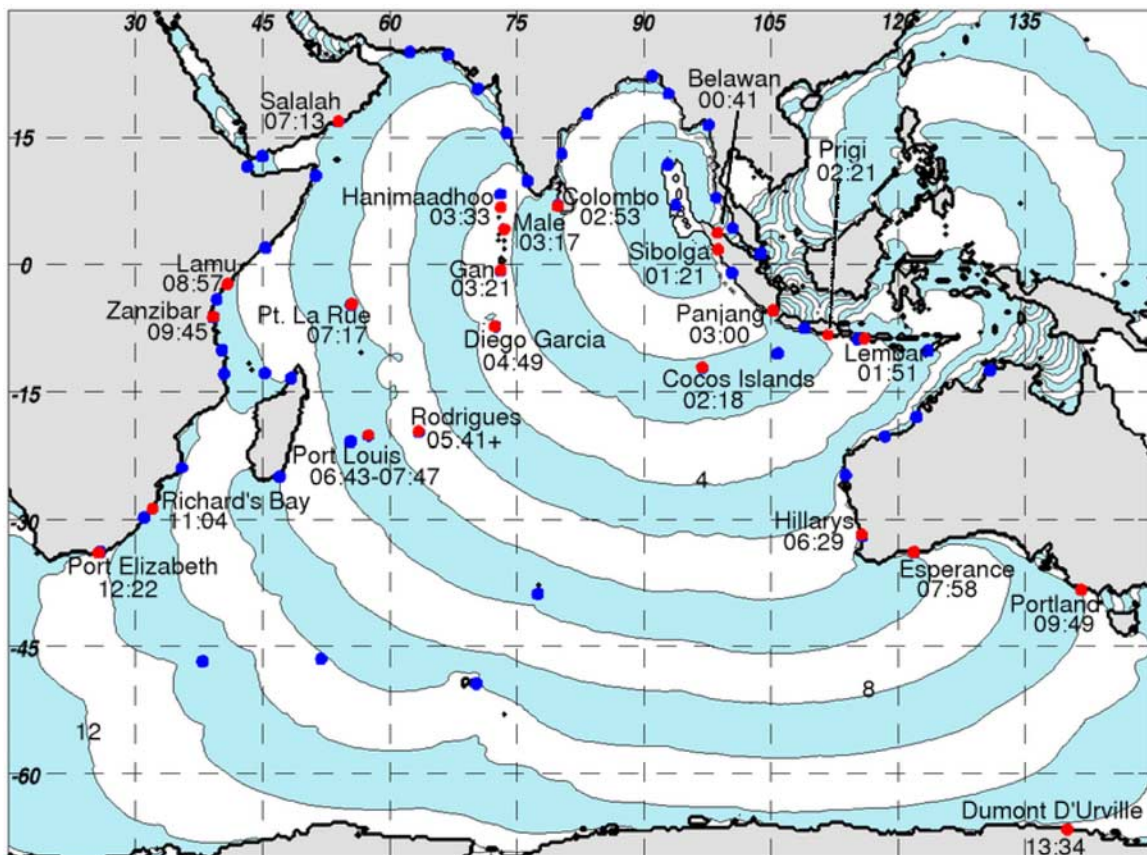 30 45 60 75 90 105 120 135
Belawan
00:41
Salalah
07:13
15
Prigi
02:21
Hanimaadhoo
03:33
Colombo
02:53
Male
03:17
Sibolga
01:21
0
Lamu
08:57
Gan
03:21
Zanzibar
09:45
Pt. La Rue
07:17
Panjang
03:00
Diego Garcia
04:49
Lembar
01:51
Cocos Islands
02:18
-15
Rodrigues
05:41+
Port Louis
06:43-07:47
4
Richard's Bay
11:04
-30
Hillarys
06:29
Port Elizabeth
12:22
Esperance
07:58
Portland
09:49
-45
8
12
-60
Dumont D'Urville
13:34